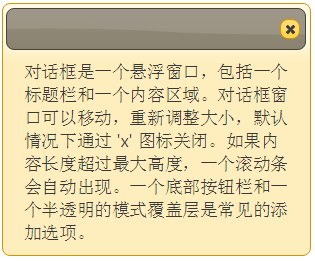 对话框是一个悬浮窗口，包括一个
标题栏和一个内容区域。对话框窗
口可以移动，重新调整大小，默认
情况下通过 'x' 图标关闭。如果内
容长度超过最大高度，一个滚动条
会自动出现。一个底部按钮栏和一
个半透明的模式覆盖层是常见的添
加选项。